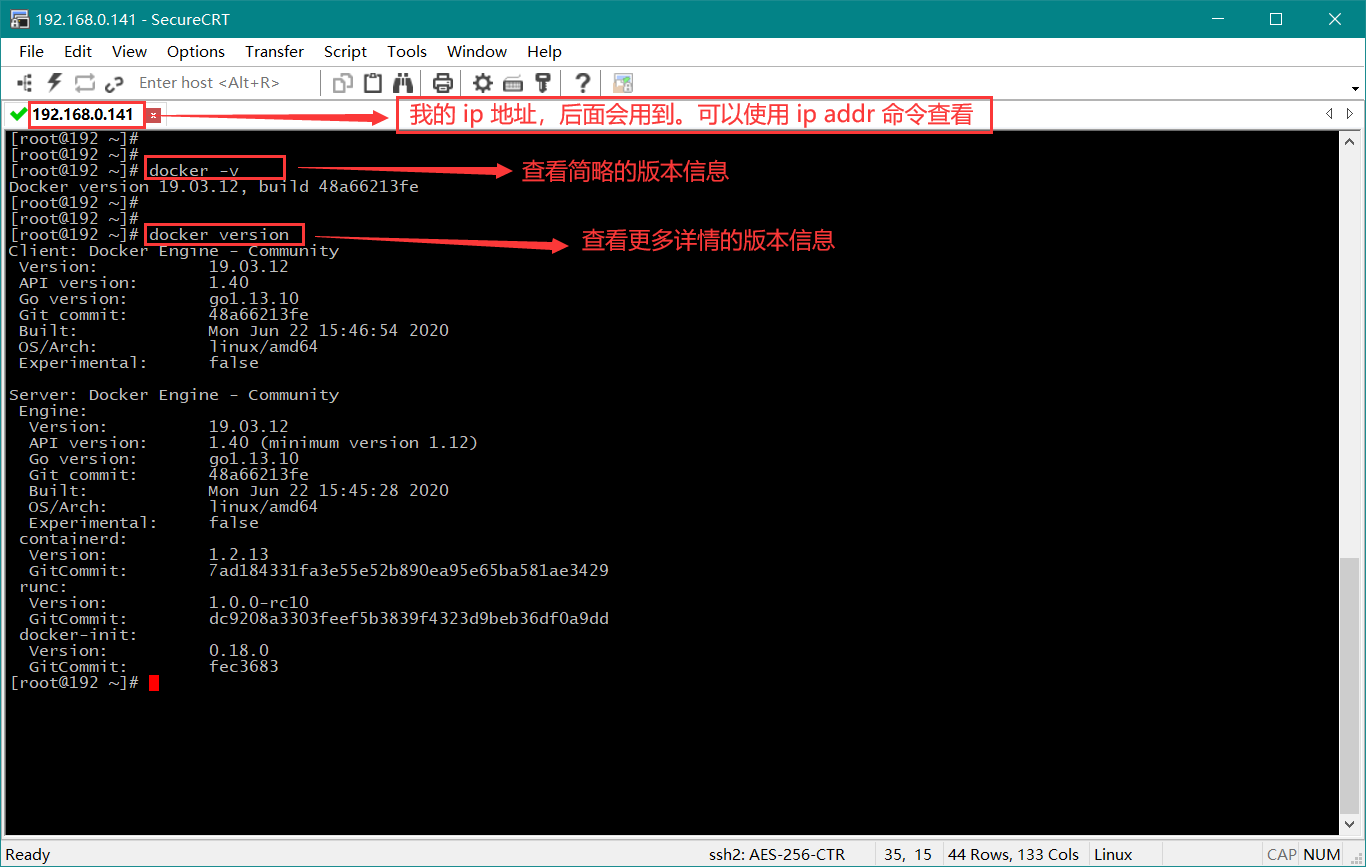 192.168.0.141 - SecureCRT
File Edit View Options Transfer Script Tools Window Help
Enter host <Alt+R>
192.168.0.141 我的 ip 地址，后面会用到。可以使用 ip addr 命令查看
[root@192 ~]#
[root@192 ~]#
[root@192 ~]# docker -v 查看简略的版本信息
Docker version 19.03.12, build 48a66213fe
[root@192 ~]#
[root@192 ~]#
[root@192 ~]# docker version 查看更多详情的版本信息
Client: Docker Engine - Community
Version: 19.03.12
API version: 1.40
Go version: go1.13.10
Git commit: 48a66213fe
Built: Mon Jun 22 15:46:54 2020
OS/Arch: linux/amd64
Experimental: false
Server: Docker Engine - Community
Engine:
Version: 19.03.12
API version: 1.40 (minimum version 1.12)
Go version: go1.13.10
Git commit: 48a66213fe
Built: Mon Jun 22 15:45:28 2020
OS/Arch: linux/amd64
Experimental: false
containerd:
Version: 1.2.13
GitCommit: 7ad184331fa3e55e52b890ea95e65ba581ae3429
runc:
Version: 1.0.0-rc10
GitCommit: dc9208a3303feef5b3839f4323d9beb36df0a9dd
docker-init:
Version: 0.18.0
GitCommit: fec3683
[root@192 ~]#
Ready ssh2: AES-256-CTR 35, 15 44 Rows, 133 Cols Linux CAP NUM